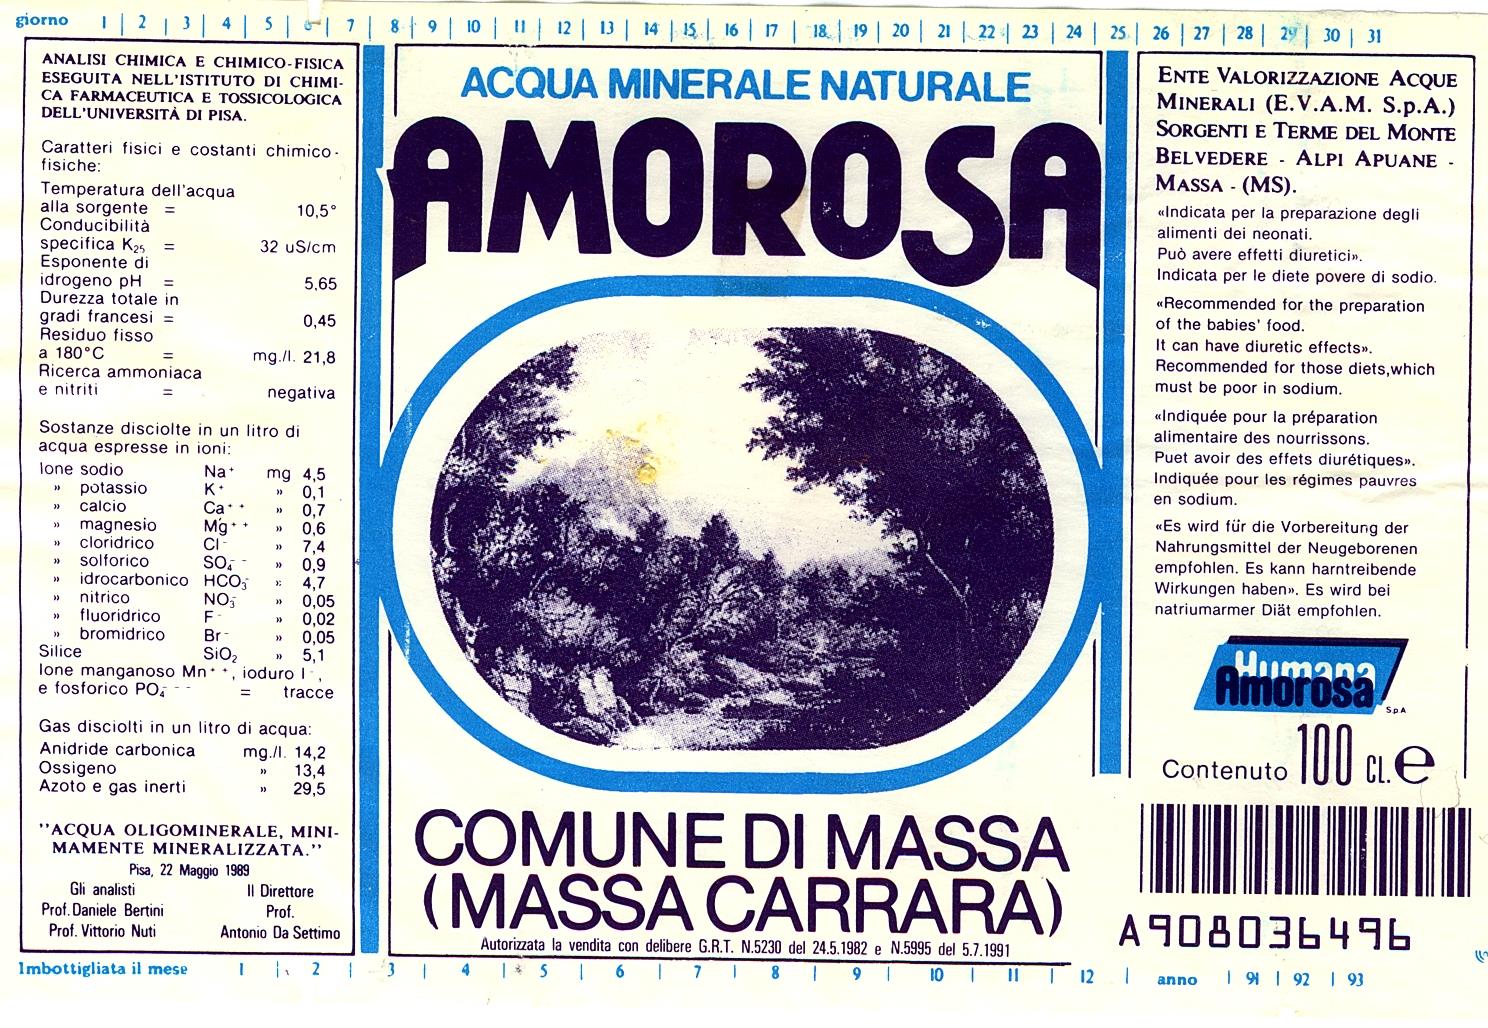 giorno 1 | 2 | 3 | 4 | 5 | 6 | 7 | 8 | 9 | 10 | 11 | 12 | 13 | 14 | 15 | 16 | 17 | 18 | 19 | 20 | 21 | 22 | 23 | 24 | 25 | 26 | 27 | 28 | 29 | 30 | 31
ANALISI CHIMICA E CHIMICO-FISICA
ESEGUITA NELL'ISTITUTO DI CHIMI-
CA FARMACEUTICA E TOSSICOLOGICA
DELL'UNIVERSITÀ DI PISA.
Caratteri fisici e costanti chimico-
fisiche:
Temperatura dell'acqua
alla sorgente = 10,5°
Conducibilità
specifica K25 = 32 uS/cm
Esponente di
idrogeno pH = 5,65
Durezza totale in
gradi francesi = 0,45
Residuo fisso
a 180°C = mg./l. 21,8
Ricerca ammoniaca
e nitriti = negativa
Sostanze disciolte in un litro di
acqua espresse in ioni:
Ione sodio Na+ mg 4,5
» potassio K+ » 0,1
» calcio Ca++ » 0,7
» magnesio Mg++ » 0,6
» cloridrico Cl- » 7,4
» solforico SO4-- » 0,9
» idrocarbonico HCO3- » 4,7
» nitrico NO3- » 0,05
» fluoridrico F- » 0,02
» bromidrico Br- » 0,05
Silice SiO2 » 5,1
Ione manganoso Mn++, ioduro I-,
e fosforico PO4--- = tracce
Gas disciolti in un litro di acqua:
Anidride carbonica mg./l. 14,2
Ossigeno » 13,4
Azoto e gas inerti » 29,5
"ACQUA OLIGOMINERALE, MINI-
MAMENTE MINERALIZZATA."
Pisa, 22 Maggio 1989
Gli analisti Il Direttore
Prof. Daniele Bertini Prof.
Prof. Vittorio Nuti Antonio Da Settimo
ACQUA MINERALE NATURALE
AMOROSA
COMUNE DI MASSA
(MASSA CARRARA)
Autorizzata la vendita con delibere G.R.T. N.5230 del 24.5.1982 e N.5995 del 5.7.1991
ENTE VALORIZZAZIONE ACQUE
MINERALI (E.V.A.M. S.p.A.)
SORGENTI E TERME DEL MONTE
BELVEDERE - ALPI APUANE -
MASSA - (MS).
«Indicata per la preparazione degli
alimenti dei neonati.
Può avere effetti diuretici».
Indicata per le diete povere di sodio.
«Recommended for the preparation
of the babies' food.
It can have diuretic effects».
Recommended for those diets,which
must be poor in sodium.
«Indiquée pour la préparation
alimentaire des nourrissons.
Puet avoir des effets diurétiques».
Indiquée pour les régimes pauvres
en sodium.
«Es wird für die Vorbereitung der
Nahrungsmittel der Neugeborenen
empfohlen. Es kann harntreibende
Wirkungen haben». Es wird bei
natriumarmer Diät empfohlen.
Humana
Amorosa
S.p.A
Contenuto 100 CL. e
A908036496
Imbottigliata il mese 1 | 2 | 3 | 4 | 5 | 6 | 7 | 8 | 9 | 10 | 11 | 12 | anno | 91 | 92 | 93